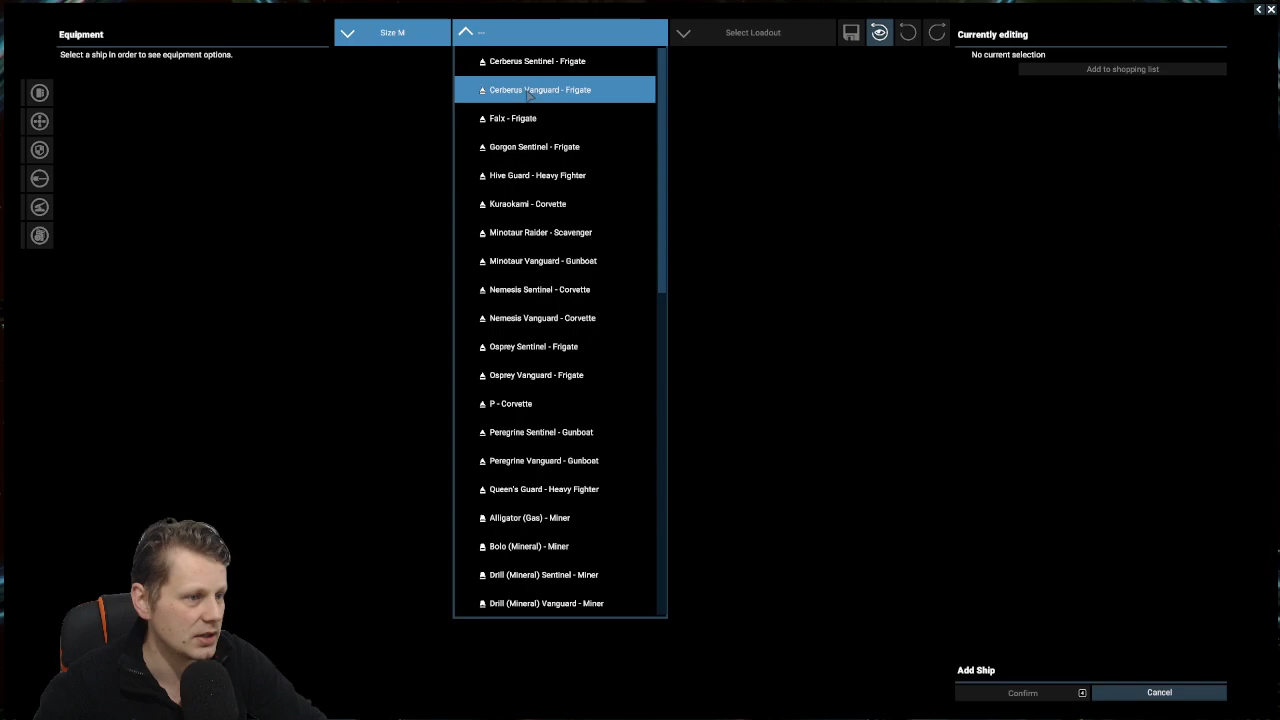 Equipment
Select a ship in order to see equipment options.
Size M
---
Select Loadout
Currently editing
No current selection
Add to shopping list
Cerberus Sentinel - Frigate
Cerberus Vanguard - Frigate
Falx - Frigate
Gorgon Sentinel - Frigate
Hive Guard - Heavy Fighter
Kuraokami - Corvette
Minotaur Raider - Scavenger
Minotaur Vanguard - Gunboat
Nemesis Sentinel - Corvette
Nemesis Vanguard - Corvette
Osprey Sentinel - Frigate
Osprey Vanguard - Frigate
P - Corvette
Peregrine Sentinel - Gunboat
Peregrine Vanguard - Gunboat
Queen's Guard - Heavy Fighter
Alligator (Gas) - Miner
Bolo (Mineral) - Miner
Drill (Mineral) Sentinel - Miner
Drill (Mineral) Vanguard - Miner
Add Ship
Confirm
Cancel